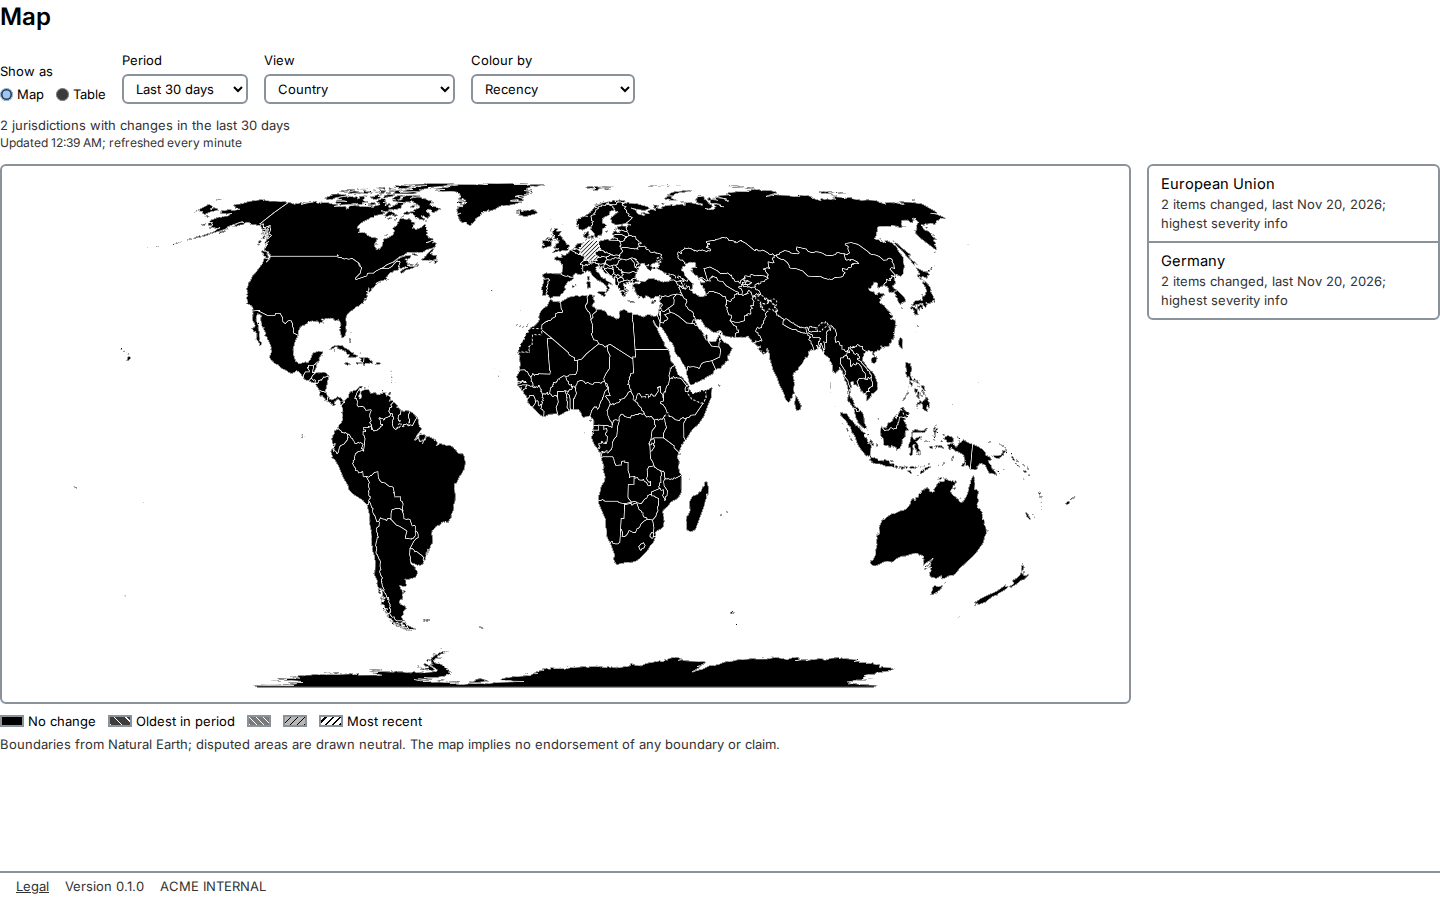 Map
Show as
Map
Table
Period
Last 30 days
View
Country
Colour by
Recency
2 jurisdictions with changes in the last 30 days
Updated 12:39 AM; refreshed every minute
European Union
2 items changed, last Nov 20, 2026;
highest severity info
Germany
2 items changed, last Nov 20, 2026;
highest severity info
No change
Oldest in period
Most recent
Boundaries from Natural Earth; disputed areas are drawn neutral. The map implies no endorsement of any boundary or claim.
Legal
Version 0.1.0
ACME INTERNAL